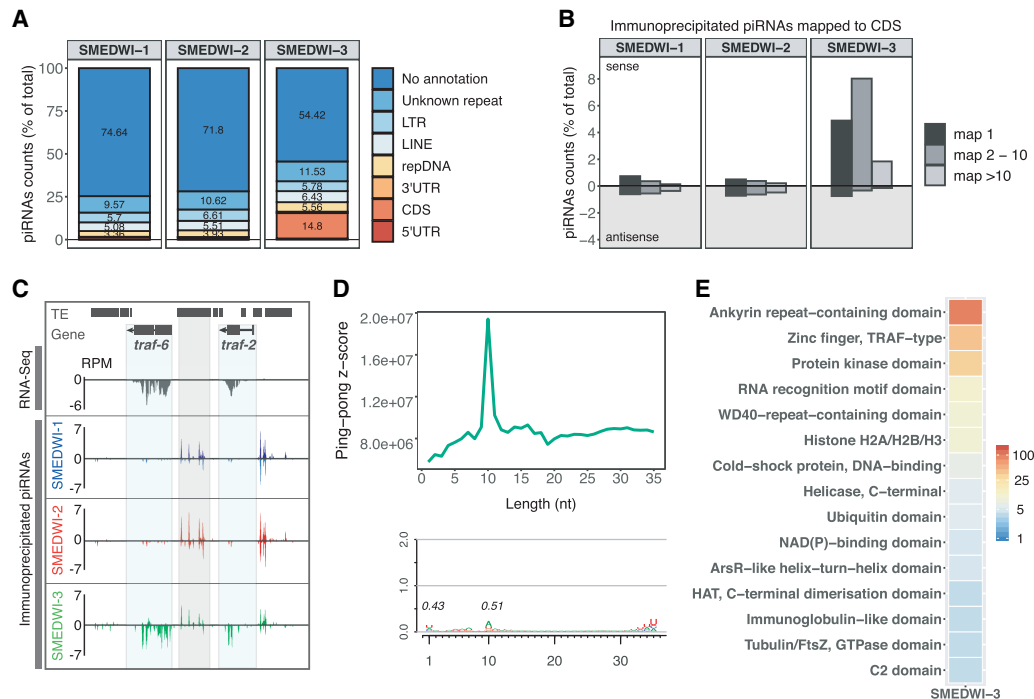 A
SMEDWI−1 SMEDWI−2 SMEDWI−3
piRNAs counts (% of total)
100
75
50
25
0
74.64
9.57
5.7
5.08
3.36
71.8
10.62
6.61
5.51
3.93
54.42
11.53
5.78
6.43
5.56
14.8
No annotation
Unknown repeat
LTR
LINE
repDNA
3'UTR
CDS
5'UTR
B
Immunoprecipitated piRNAs mapped to CDS
SMEDWI−1 SMEDWI−2 SMEDWI−3
piRNAs counts (% of total)
sense
8
6
4
2
0
−2
−4
antisense
map 1
map 2 − 10
map >10
C
TE
Gene
traf-6 traf-2
RNA-Seq
RPM
0
-6
Immunoprecipitated piRNAs
SMEDWI-1
7
0
-7
SMEDWI-2
7
0
-7
SMEDWI-3
7
0
-7
D
Ping−pong z−score
2.0e+07
1.6e+07
1.2e+07
8.0e+06
0 5 10 15 20 25 30 35
Length (nt)
2.0
1.0
0.0
0.43 0.51
1 10 20 30
E
Ankyrin repeat−containing domain
Zinc finger, TRAF−type
Protein kinase domain
RNA recognition motif domain
WD40−repeat−containing domain
Histone H2A/H2B/H3
Cold−shock protein, DNA−binding
Helicase, C−terminal
Ubiquitin domain
NAD(P)−binding domain
ArsR−like helix−turn−helix domain
HAT, C−terminal dimerisation domain
Immunoglobulin−like domain
Tubulin/FtsZ, GTPase domain
C2 domain
SMEDWI−3
100
25
5
1